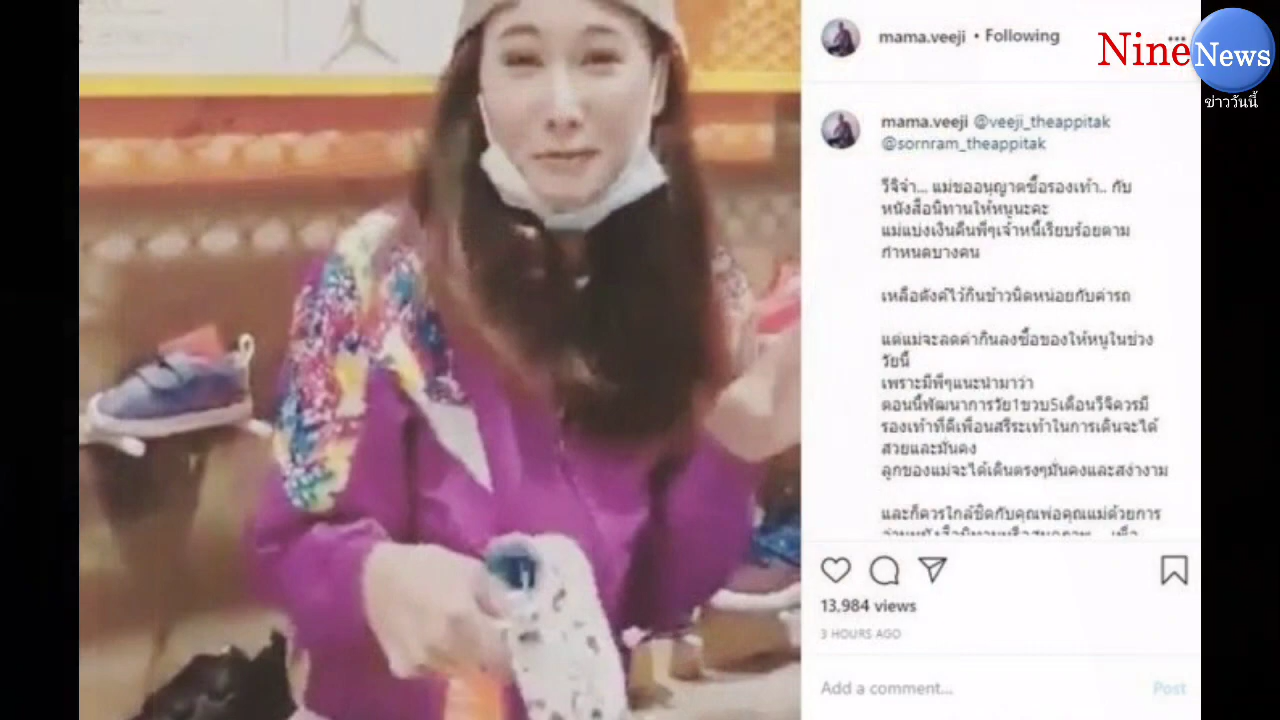 mama.veeji • Following
Nine News
ข่าววันนี้
mama.veeji @veeji_theappitak
@sornram_theappitak
วีจิจ๋า... แม่ขออนุญาตซื้อรองเท้า.. กับ
หนังสือนิทานให้หนูนะคะ
แม่แบ่งเงินคืนพี่ๆเจ้าหนี้เรียบร้อยตาม
กำหนดบางคน
เหลือตังค์ไว้กินข้าวนิดหน่อยกับค่ารถ
แต่แม่จะลดค่ากินลงซื้อของให้หนูในช่วง
วัยนี้
เพราะมีพี่ๆแนะนำมาว่า
ตอนนี้พัฒนาการวัย1ขวบ5เดือนวีจิควรมี
รองเท้าที่ดีเพื่อนสรีระเท้าในการเดินจะได้
สวยและมั่นคง
ลูกของแม่จะได้เดินตรงๆมั่นคงและสง่างาม
และก็ควรใกล้ชิดกับคุณพ่อคุณแม่ด้วยการ
13,984 views
3 HOURS AGO
Add a comment...
Post